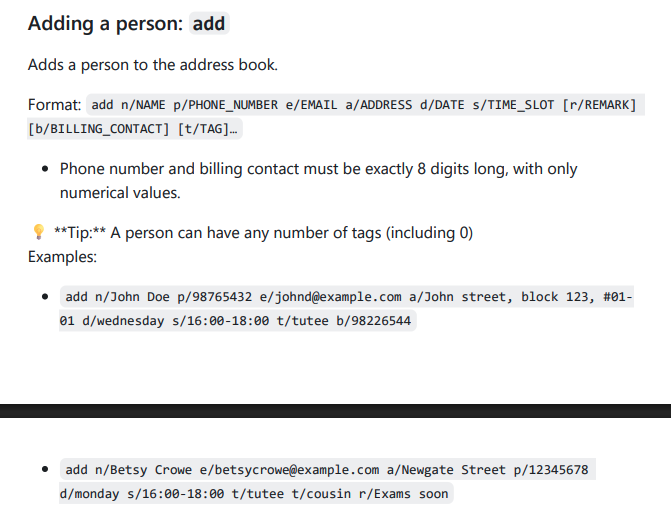 Adding a person: add
Adds a person to the address book.
Format: add n/NAME p/PHONE_NUMBER e/EMAIL a/ADDRESS d/DATE s/TIME_SLOT [r/REMARK]
[b/BILLING_CONTACT] [t/TAG]…
• Phone number and billing contact must be exactly 8 digits long, with only
numerical values.
💡 **Tip:** A person can have any number of tags (including 0)
Examples:
• add n/John Doe p/98765432 e/johnd@example.com a/John street, block 123, #01-
01 d/wednesday s/16:00-18:00 t/tutee b/98226544
• add n/Betsy Crowe e/betsycrowe@example.com a/Newgate Street p/12345678
d/monday s/16:00-18:00 t/tutee t/cousin r/Exams soon